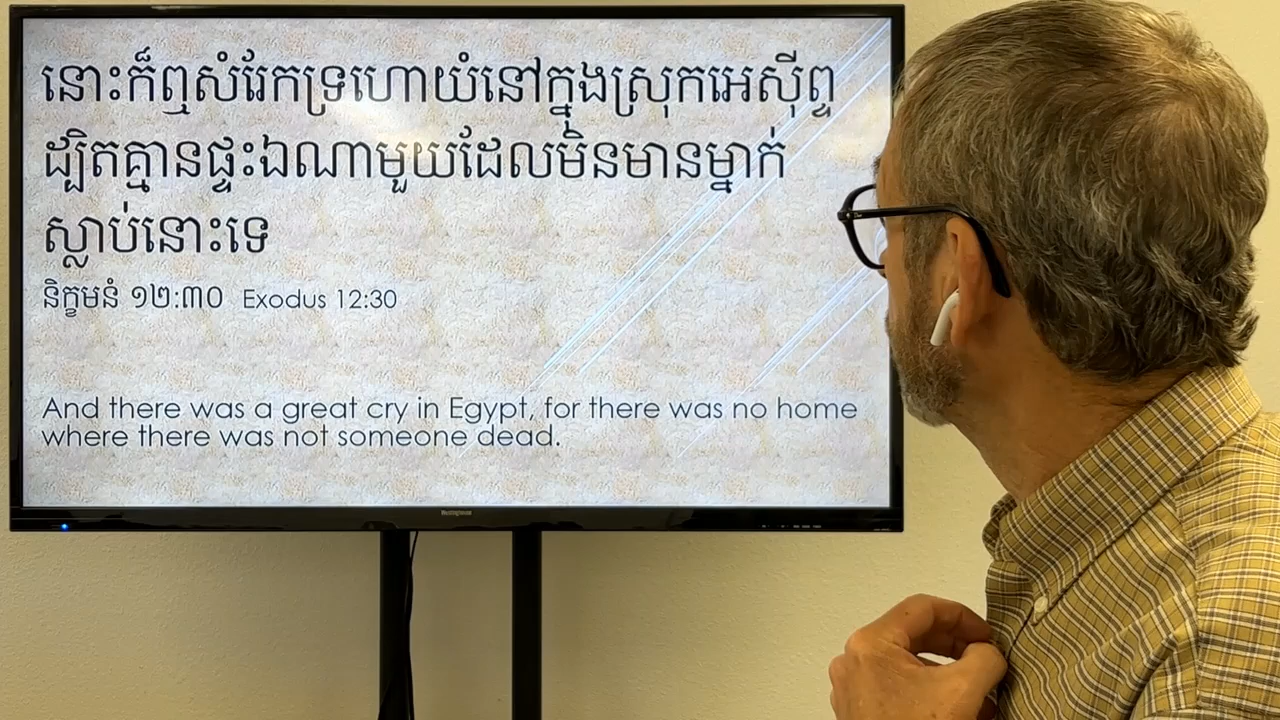 នោះក៏ឮសំរែកទ្រហោយំនៅក្នុងស្រុកអេស៊ីព្ទ
ដ្បិតគ្មានផ្ទះឯណាមួយដែលមិនមានម្នាក់
ស្លាប់នោះទេ
និក្ខមនំ ១២:៣០ Exodus 12:30
And there was a great cry in Egypt, for there was no home
where there was not someone dead.
Westinghouse